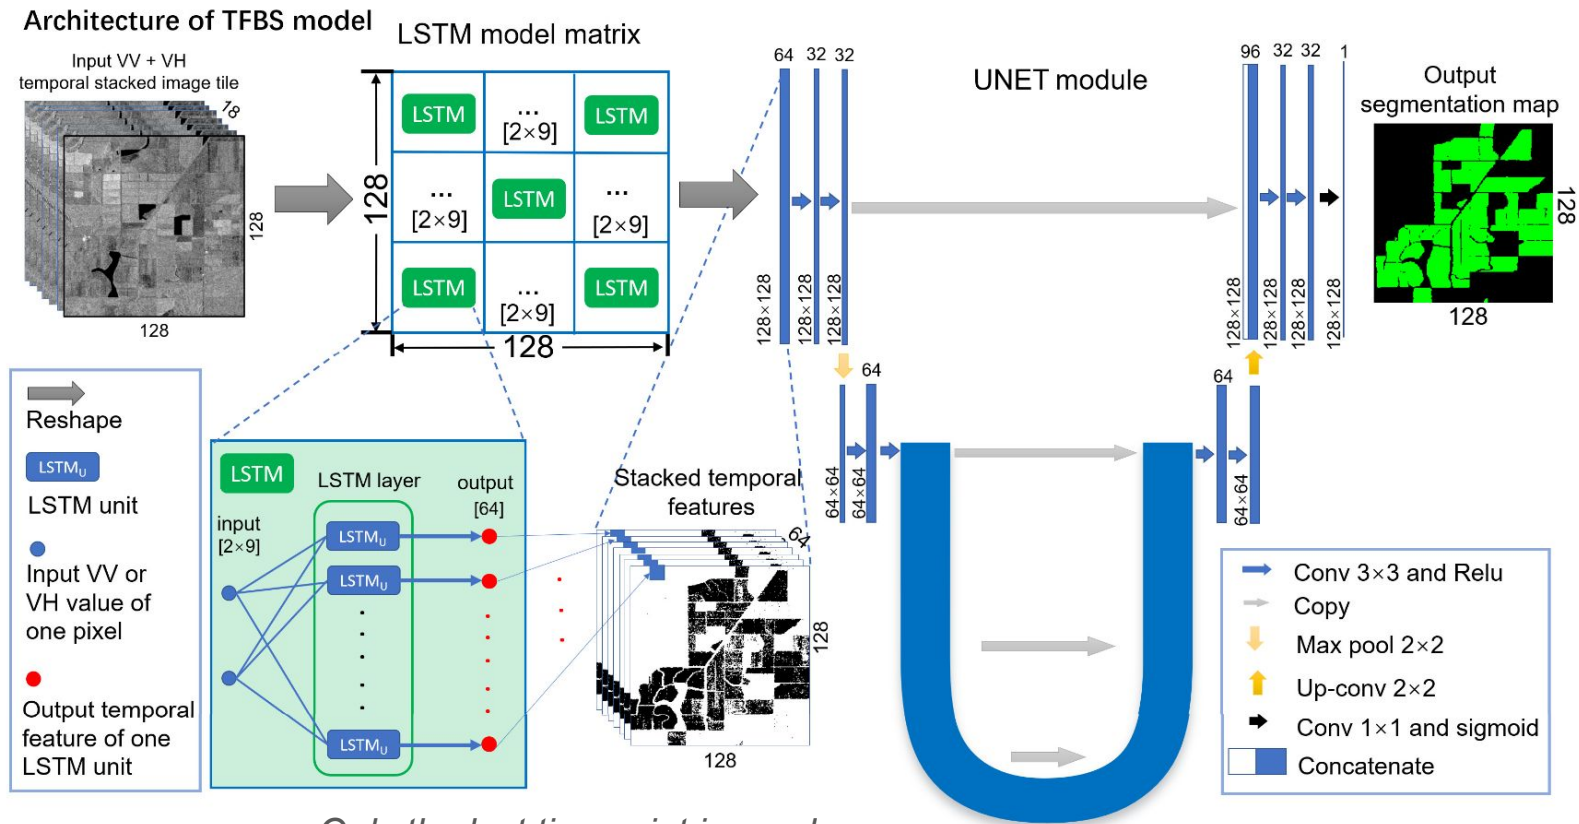 Architecture of TFBS model
Input VV + VH
temporal stacked image tile
18
128
128
LSTM model matrix
LSTM
...
[2×9]
LSTM
...
[2×9]
LSTM
...
[2×9]
LSTM
...
[2×9]
LSTM
128
128
64
32
32
128×128
128×128
128×128
UNET module
96
32
32
1
128×128
128×128
128×128
128×128
Output
segmentation map
128
128
64
64×64
64×64
64
64×64
Reshape
LSTMU
LSTM unit
Input VV or
VH value of
one pixel
Output temporal
feature of one
LSTM unit
LSTM
LSTM layer
output
[64]
input
[2×9]
LSTMU
LSTMU
LSTMU
Stacked temporal
features
64
128
128
Conv 3×3 and Relu
Copy
Max pool 2×2
Up-conv 2×2
Conv 1×1 and sigmoid
Concatenate